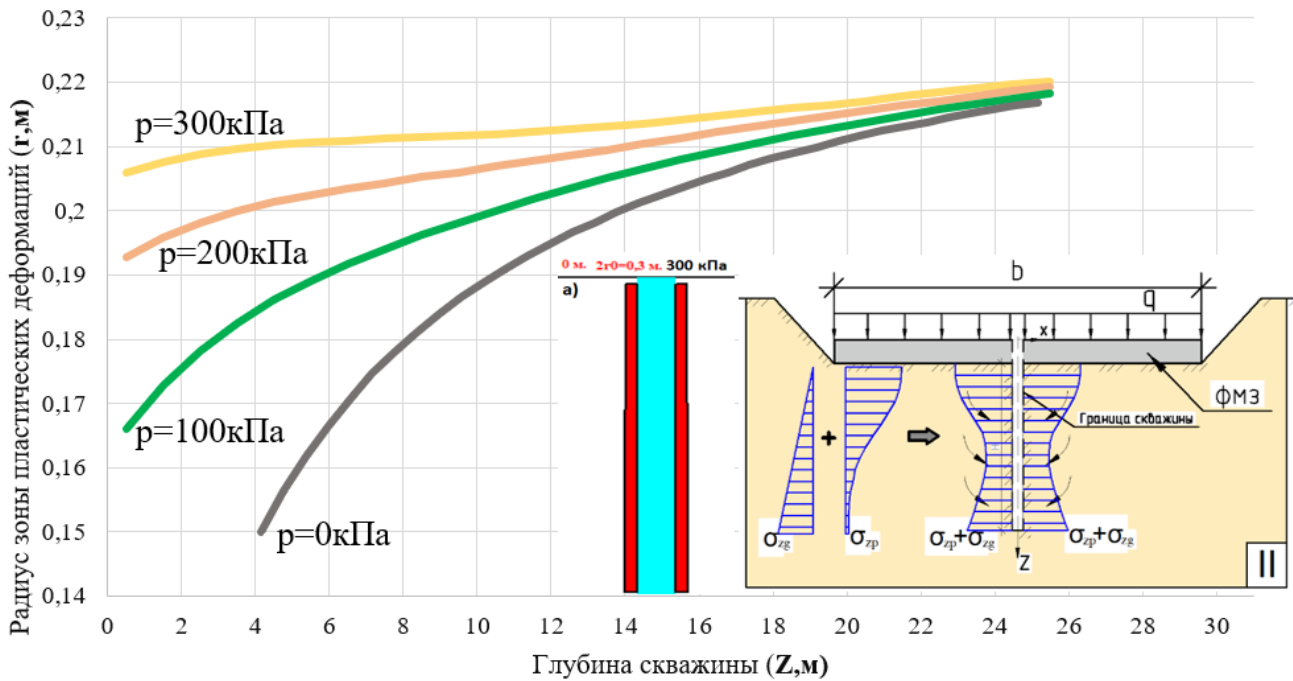 Радиус зоны пластических деформаций (r,м)
0,23
0,22
0,21
0,2
0,19
0,18
0,17
0,16
0,15
0,14
p=300кПа
p=200кПа
p=100кПа
p=0кПа
0 м. 2r0=0,3 м. 300 кПа
а)
b
q
x
ФМЗ
Граница скважины
+
σzg
σzp
σzp+σzg
σzp+σzg
Z
II
0 2 4 6 8 10 12 14 16 18 20 22 24 26 28 30
Глубина скважины (Z,м)